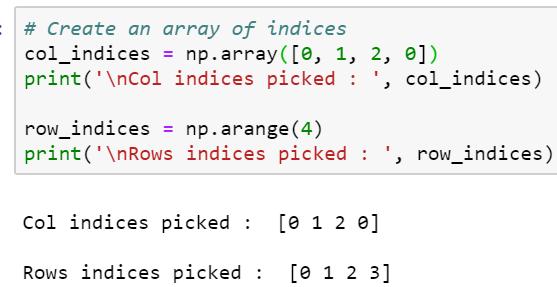 # Create an array of indices
col_indices = np.array([0, 1, 2, 0])
print('\nCol indices picked : ', col_indices)
row_indices = np.arange(4)
print('\nRows indices picked : ', row_indices)
Col indices picked :  [0 1 2 0]
Rows indices picked :  [0 1 2 3]